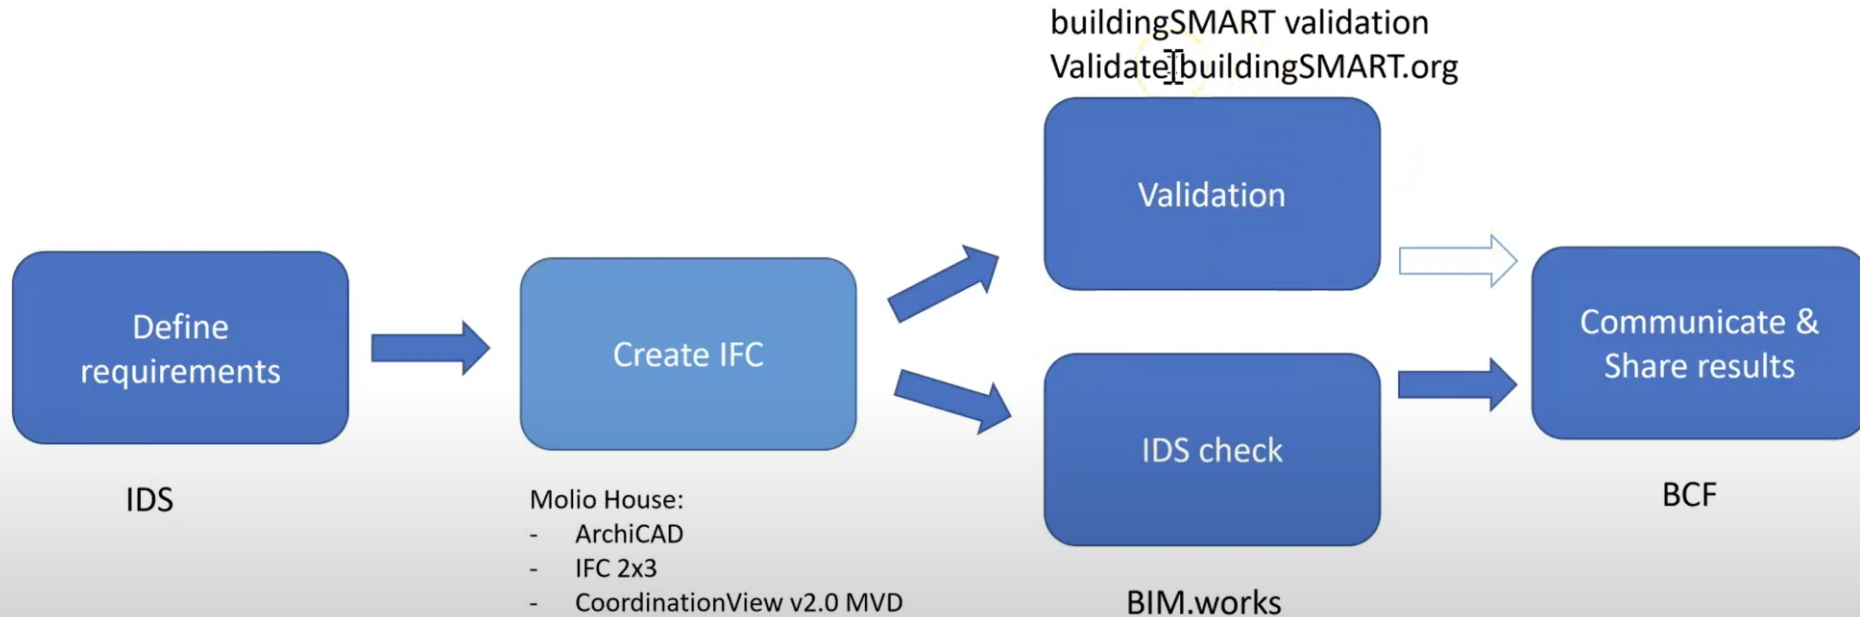 buildingSMART validation
Validate.buildingSMART.org
Validation
Define
requirements
Create IFC
Communicate &
Share results
IDS check
IDS
Molio House:
- ArchiCAD
- IFC 2x3
- CoordinationView v2.0 MVD
BIM.works
BCF